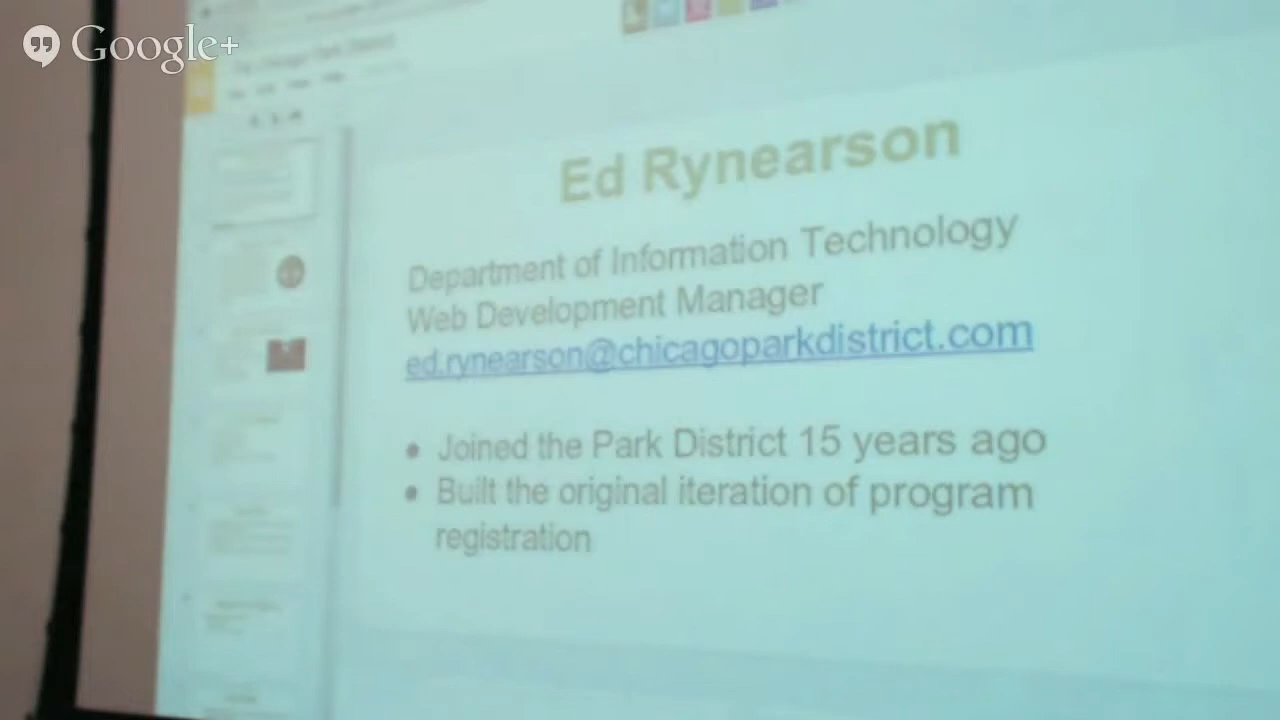 Google+
Ed Rynearson
Department of Information Technology
Web Development Manager
ed.rynearson@chicagoparkdistrict.com
• Joined the Park District 15 years ago
• Built the original iteration of program
registration